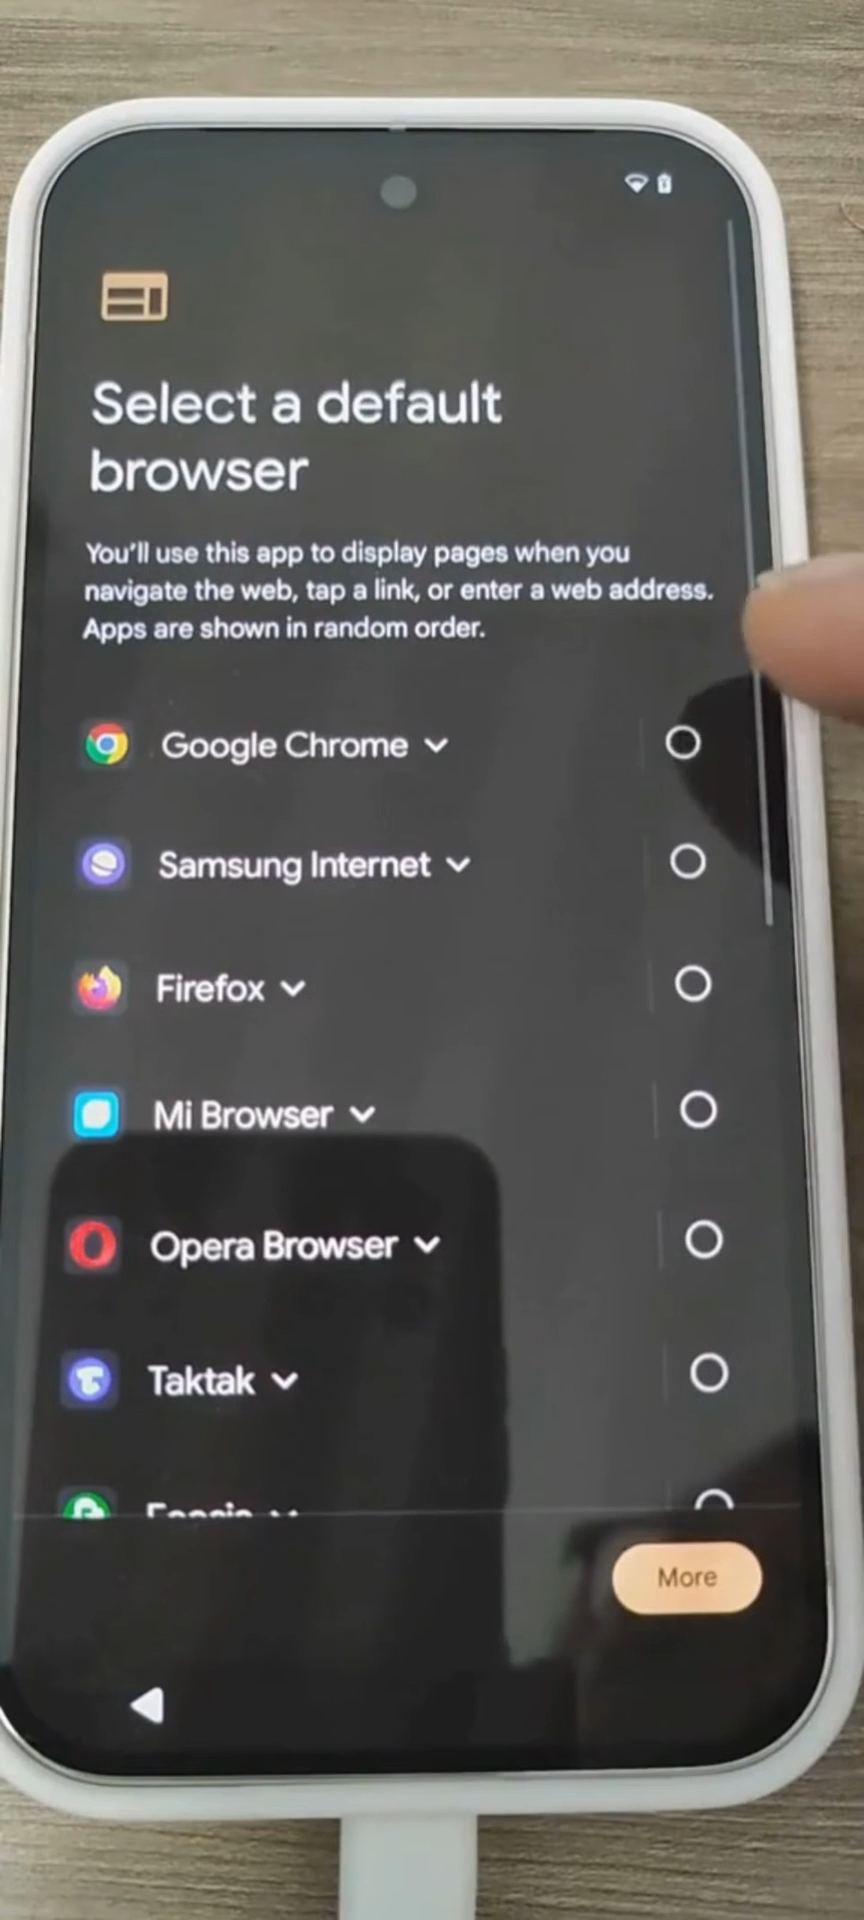 Select a default
browser
You'll use this app to display pages when you
navigate the web, tap a link, or enter a web address.
Apps are shown in random order.
Google Chrome
Samsung Internet
Firefox
Mi Browser
Opera Browser
Taktak
More